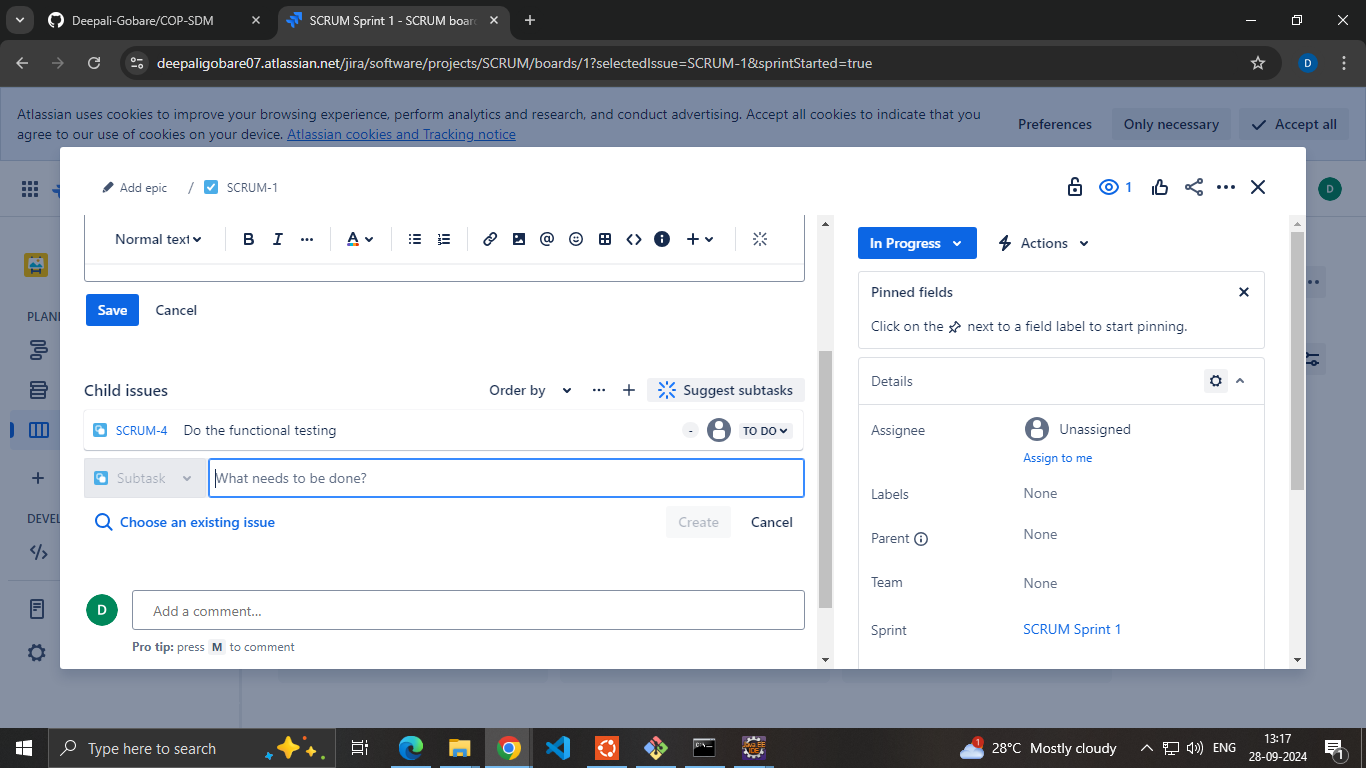 Deepali-Gobare/COP-SDM
SCRUM Sprint 1 - SCRUM board
deepaligobare07.atlassian.net/jira/software/projects/SCRUM/boards/1?selectedIssue=SCRUM-1&sprintStarted=true
D
Atlassian uses cookies to improve your browsing experience, perform analytics and research, and conduct advertising. Accept all cookies to indicate that you
agree to our use of cookies on your device. Atlassian cookies and Tracking notice
Preferences
Only necessary
Accept all
Add epic
/
SCRUM-1
1
D
Normal text
B
I
A
Save
Cancel
In Progress
Actions
Pinned fields
Click on the next to a field label to start pinning.
PLANN
Child issues
Order by
Suggest subtasks
Details
SCRUM-4
Do the functional testing
-
TO DO
Assignee
Unassigned
Assign to me
Subtask
What needs to be done?
Labels
None
Choose an existing issue
Create
Cancel
DEVEL
Parent
None
Team
None
D
Add a comment…
Sprint
SCRUM Sprint 1
Pro tip: press M to comment
Type here to search
28°C Mostly cloudy
1
ENG
13:17
28-09-2024
1